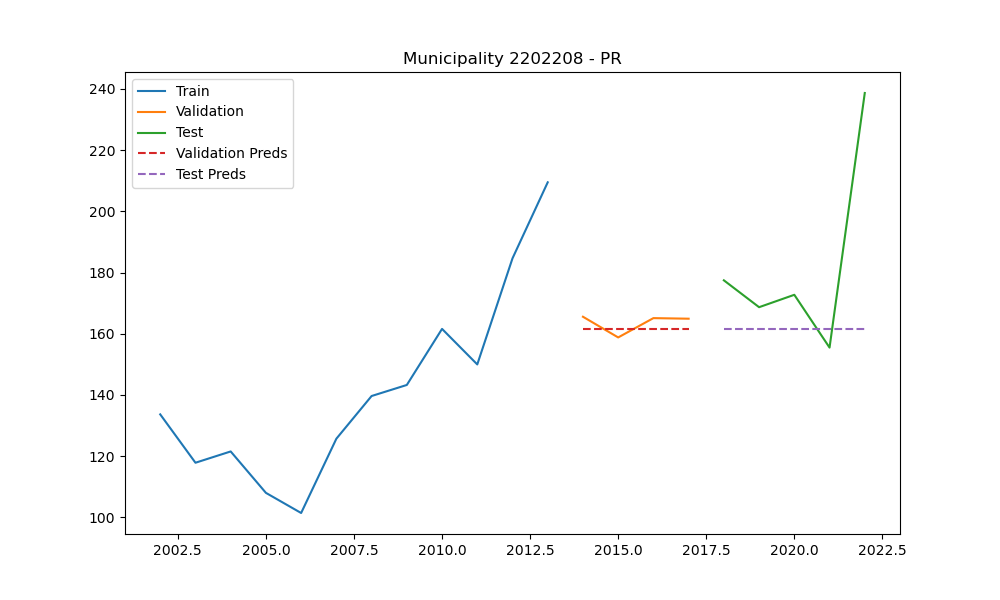 Municipality 2202208 - PR
Train
Validation
Test
Validation Preds
Test Preds
240
220
200
180
160
140
120
100
2002.5 2005.0 2007.5 2010.0 2012.5 2015.0 2017.5 2020.0 2022.5